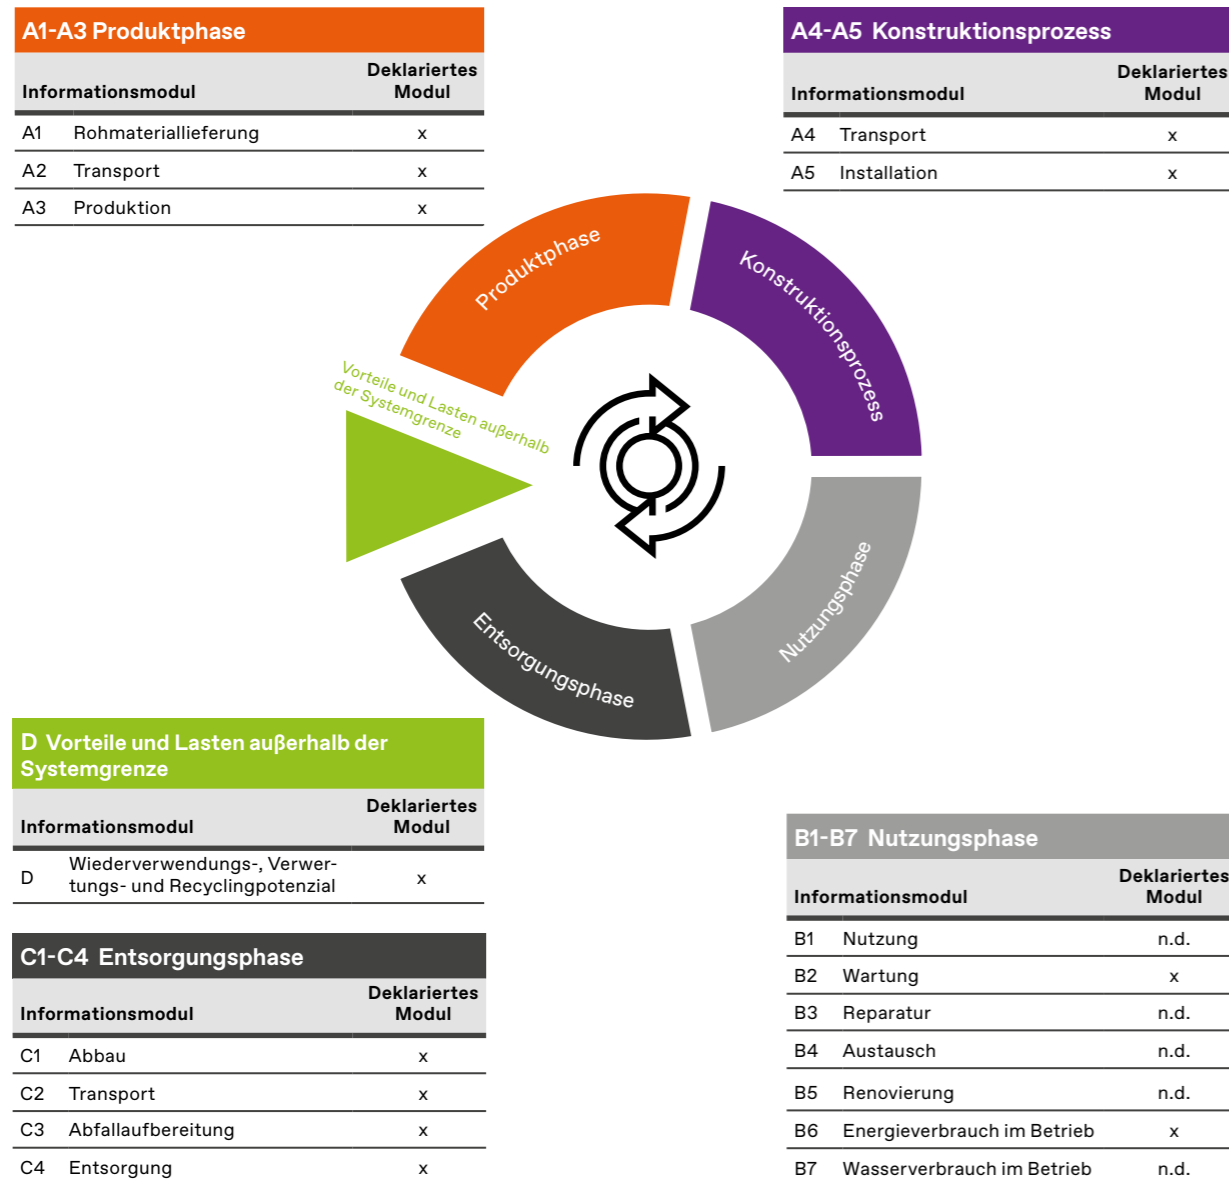 A1-A3 Produktphase
Informationsmodul Deklariertes Modul
A1 Rohmateriallieferung x
A2 Transport x
A3 Produktion x
A4-A5 Konstruktionsprozess
Informationsmodul Deklariertes Modul
A4 Transport x
A5 Installation x
Produktphase
Konstruktionsprozess
Vorteile und Lasten außerhalb
der Systemgrenze
Nutzungsphase
Entsorgungsphase
D Vorteile und Lasten außerhalb der
Systemgrenze
Informationsmodul Deklariertes Modul
D Wiederverwendungs-, Verwer-
tungs- und Recyclingpotenzial x
C1-C4 Entsorgungsphase
Informationsmodul Deklariertes Modul
C1 Abbau x
C2 Transport x
C3 Abfallaufbereitung x
C4 Entsorgung x
B1-B7 Nutzungsphase
Informationsmodul Deklariertes Modul
B1 Nutzung n.d.
B2 Wartung x
B3 Reparatur n.d.
B4 Austausch n.d.
B5 Renovierung n.d.
B6 Energieverbrauch im Betrieb x
B7 Wasserverbrauch im Betrieb n.d.